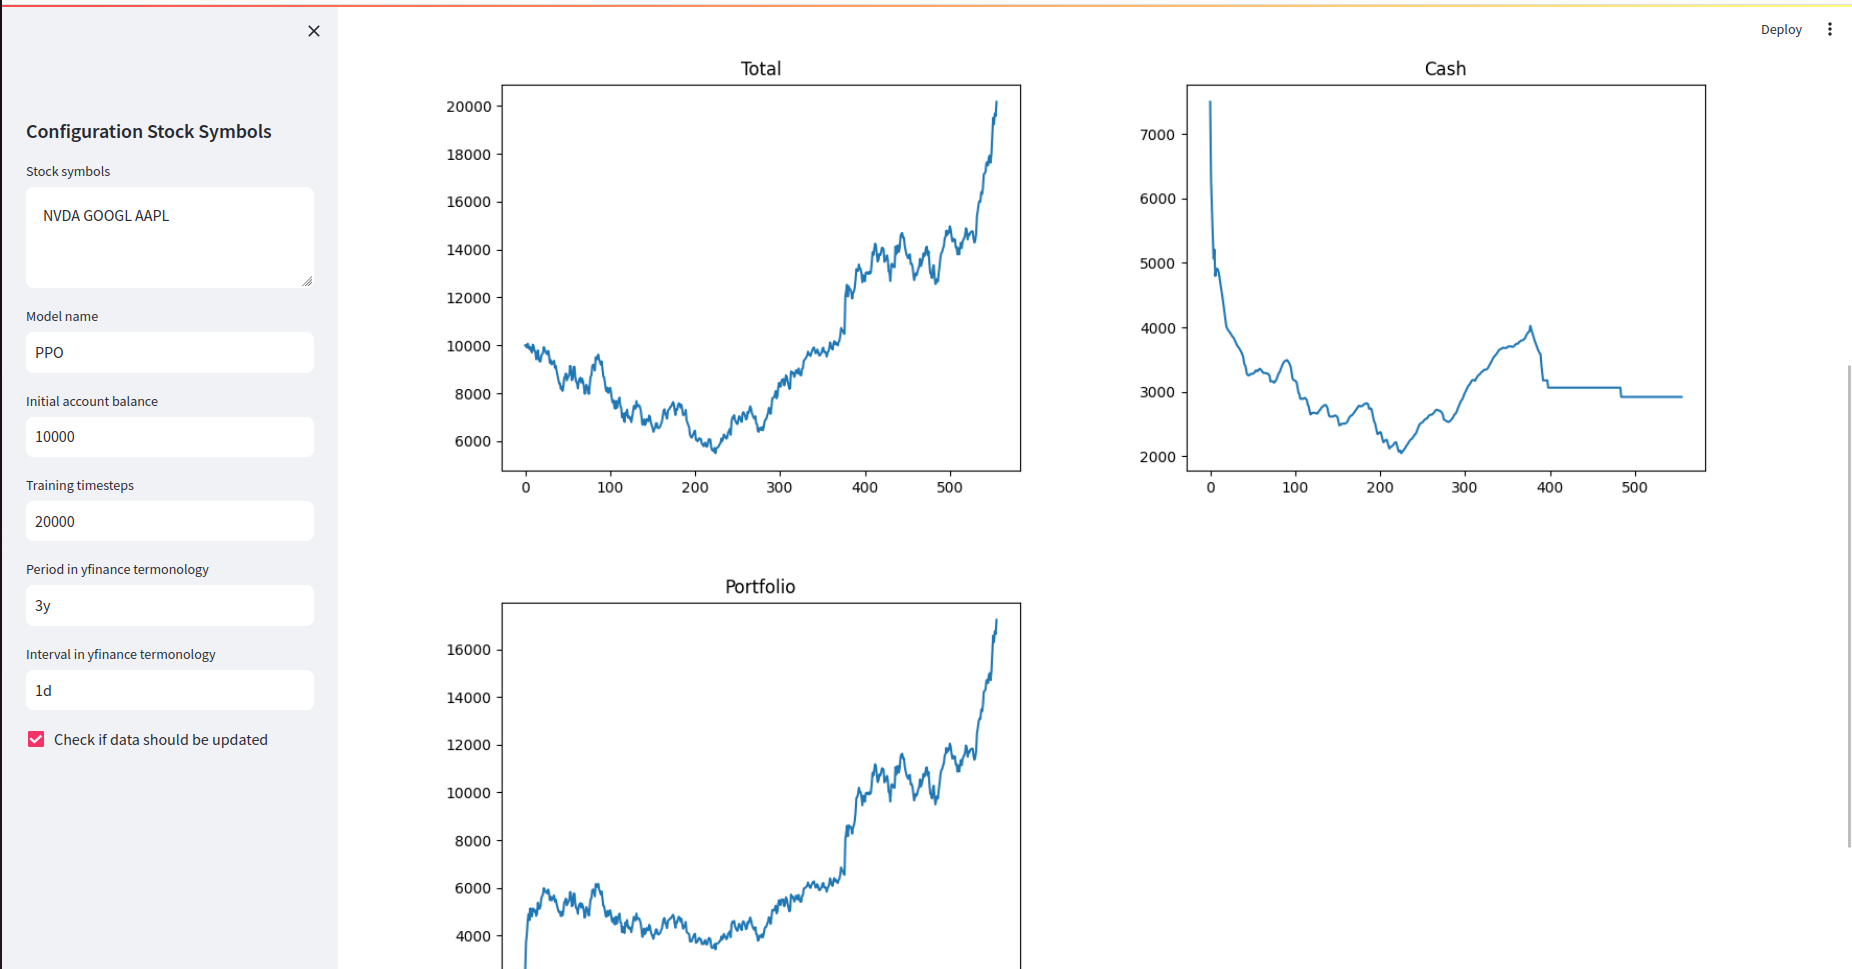 Deploy
Configuration Stock Symbols
Stock symbols
NVDA GOOGL AAPL
Model name
PPO
Initial account balance
10000
Training timesteps
20000
Period in yfinance termonology
3y
Interval in yfinance termonology
1d
Check if data should be updated
Total
20000
18000
16000
14000
12000
10000
8000
6000
0 100 200 300 400 500
Cash
7000
6000
5000
4000
3000
2000
0 100 200 300 400 500
Portfolio
16000
14000
12000
10000
8000
6000
4000